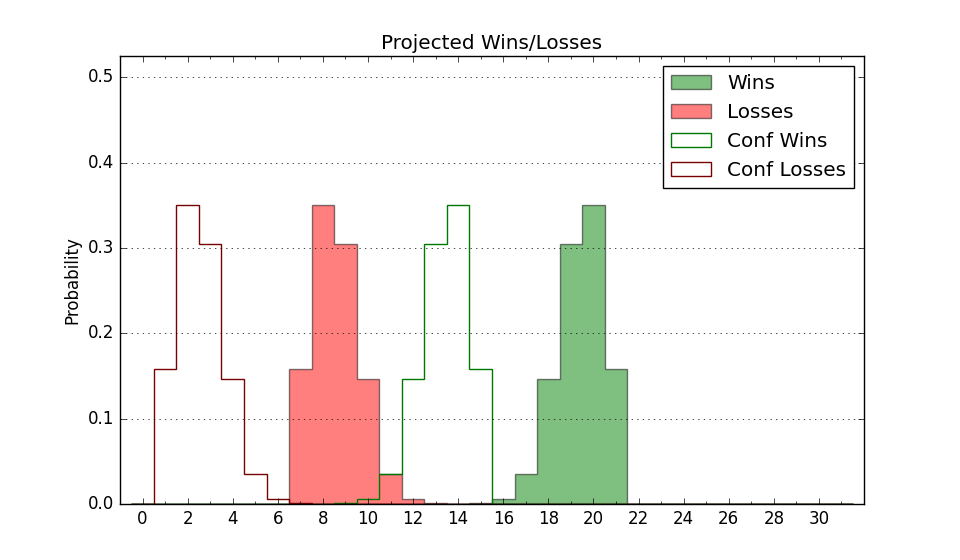 Projected Wins/Losses
0.5
0.4
0.3
0.2
0.1
0.0
Probability
Wins
Losses
Conf Wins
Conf Losses
0 2 4 6 8 10 12 14 16 18 20 22 24 26 28 30